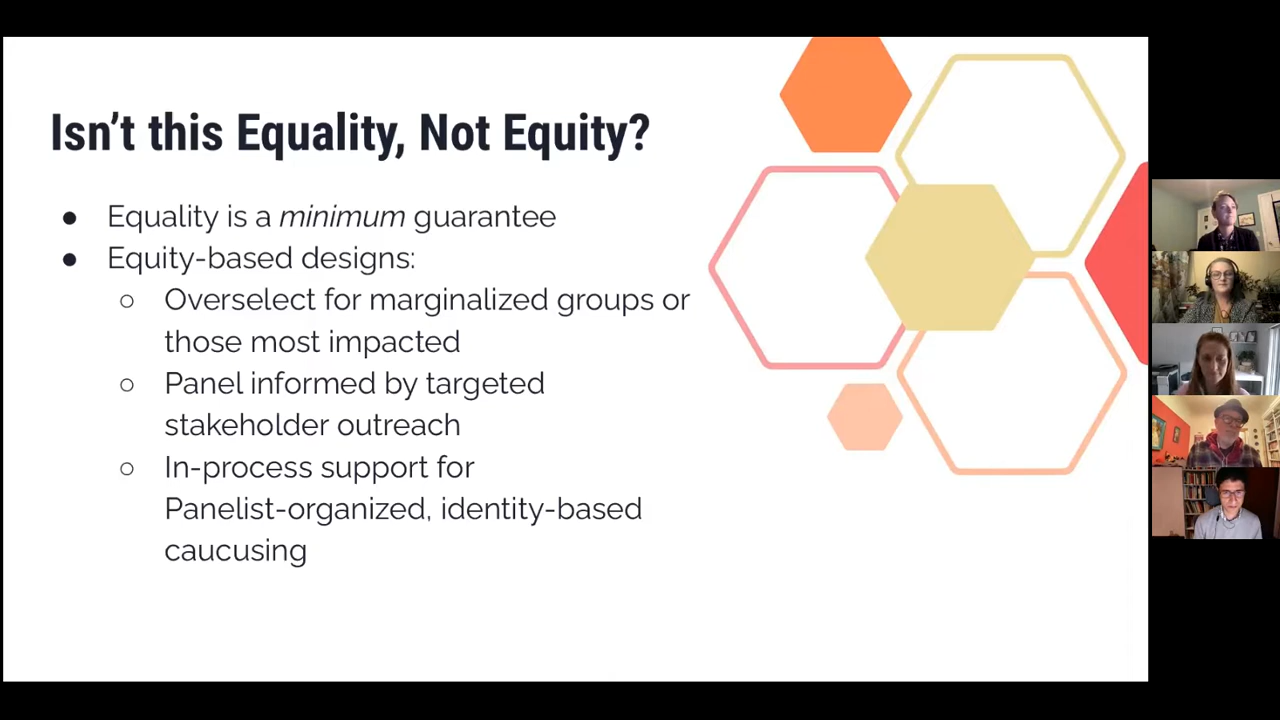 Isn't this Equality, Not Equity?
● Equality is a minimum guarantee
● Equity-based designs:
○ Overselect for marginalized groups or
those most impacted
○ Panel informed by targeted
stakeholder outreach
○ In-process support for
Panelist-organized, identity-based
caucusing